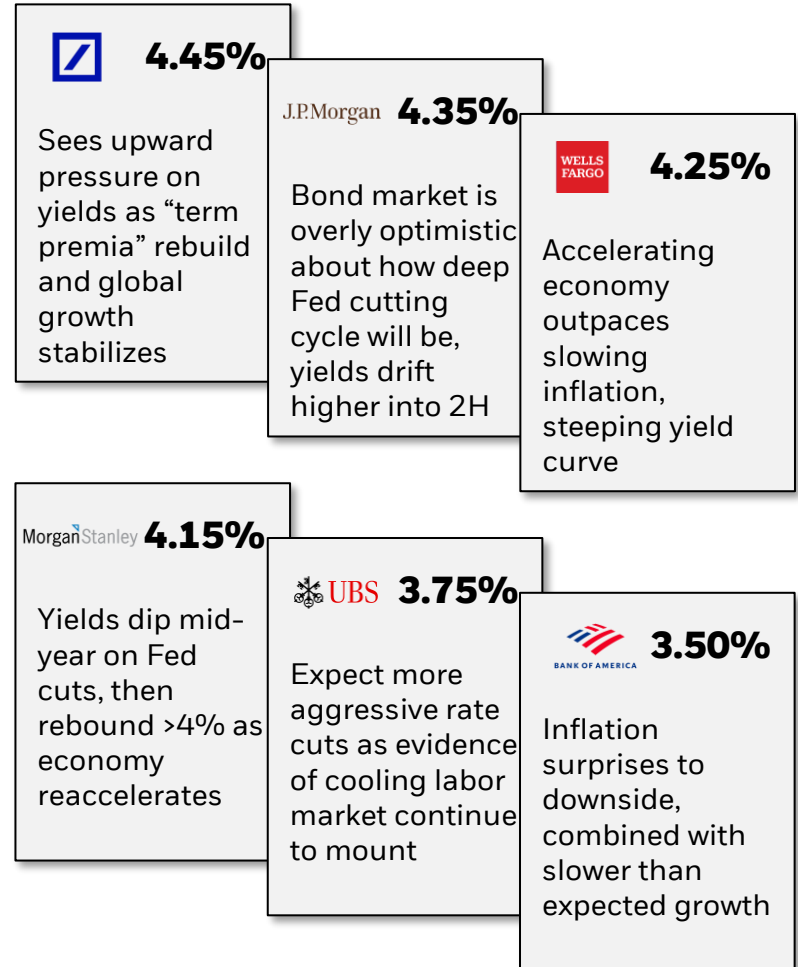 4.45%
Sees upward
pressure on
yields as “term
premia” rebuild
and global
growth
stabilizes
J.P.Morgan 4.35%
Bond market is
overly optimistic
about how deep
Fed cutting
cycle will be,
yields drift
higher into 2H
WELLS
FARGO
4.25%
Accelerating
economy
outpaces
slowing
inflation,
steeping yield
curve
Morgan Stanley 4.15%
Yields dip mid-
year on Fed
cuts, then
rebound >4% as
economy
reaccelerates
UBS 3.75%
Expect more
aggressive rate
cuts as evidence
of cooling labor
market continue
to mount
BANK OF AMERICA
3.50%
Inflation
surprises to
downside,
combined with
slower than
expected growth